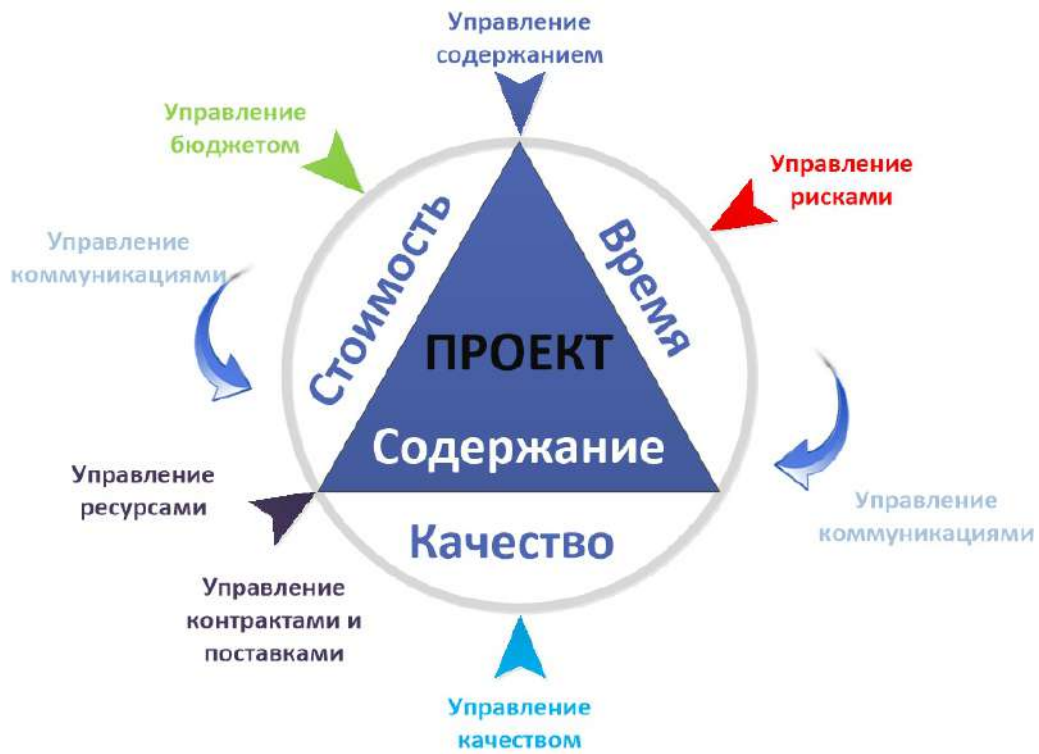 Управление
содержанием
Управление
бюджетом
Управление
рисками
Управление
коммуникациями
Стоимость
Время
ПРОЕКТ
Содержание
Управление
ресурсами
Качество
Управление
коммуникациями
Управление
контрактами и
поставками
Управление
качеством